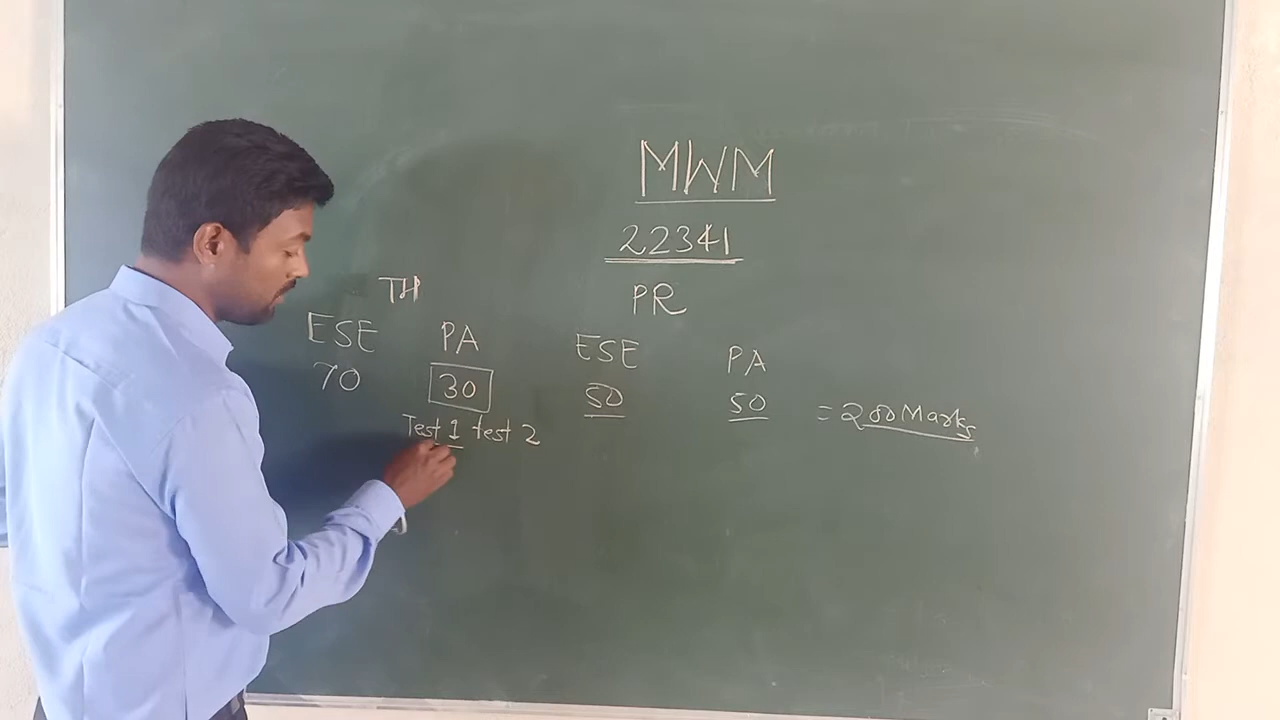 MWM
22341
TH PR
ESE PA ESE PA
70 30 50 50 = 200 Marks
Test 1 test 2